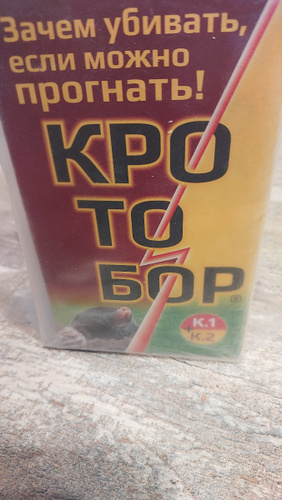 Зачем убивать,
если можно
прогнать!
КРО
ТО
БОР®
К.1
К.2